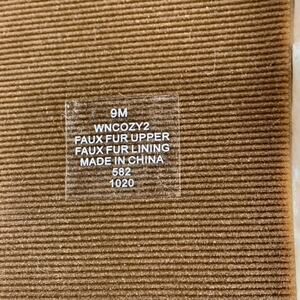 9M
WNCOZY2
FAUX FUR UPPER
FAUX FUR LINING
MADE IN CHINA
582
1020